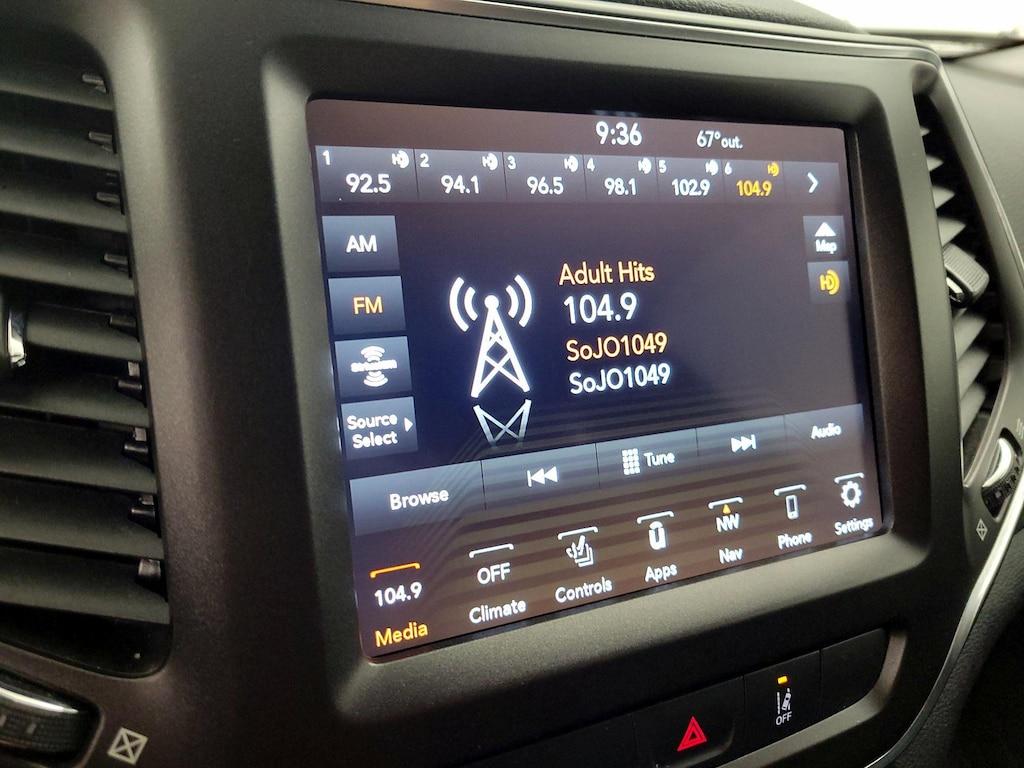 9:36 67°out.
1 2 3 4 5 6
92.5 94.1 96.5 98.1 102.9 104.9
AM
Map
FM
HD
Adult Hits
104.9
SoJO1049
SoJO1049
Source
Select
Browse
Tune
Audio
104.9
Media
OFF
Climate
Controls
Apps
NW
Nav
Phone
Settings
OFF